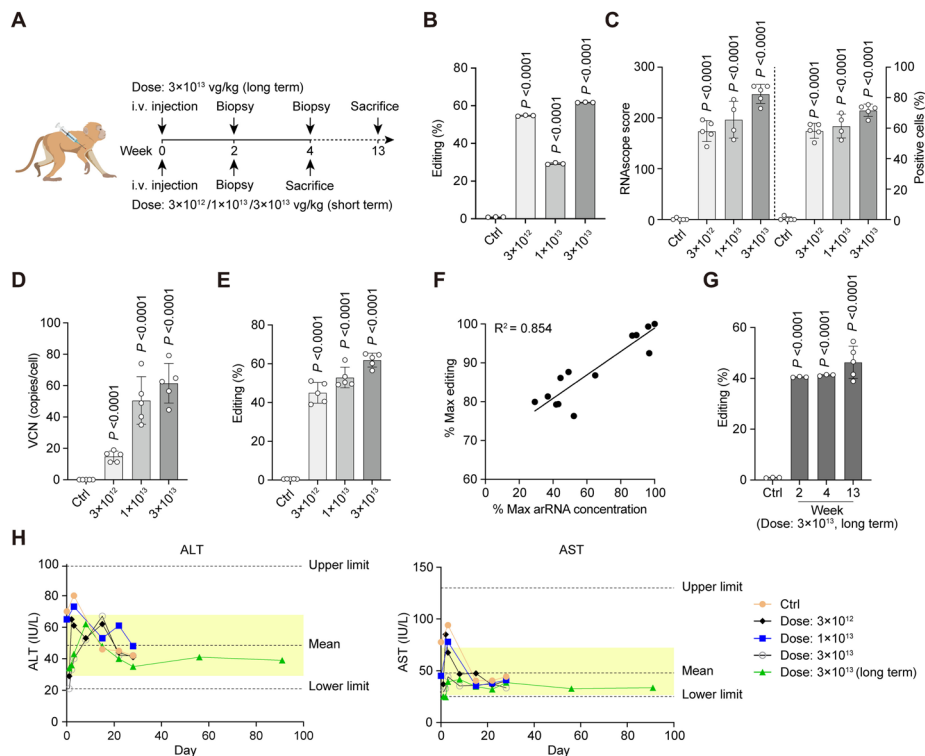 A
Dose: 3×10¹³ vg/kg (long term)
i.v. injection Biopsy Biopsy Sacrifice
Week 0 2 4 13
i.v. injection Biopsy Sacrifice
Dose: 3×10¹²/1×10¹³/3×10¹³ vg/kg (short term)
B
Editing (%)
80
60
40
20
0
P <0.0001
P <0.0001
P <0.0001
Ctrl 3×10¹² 1×10¹³ 3×10¹³
C
RNAscope score
300
200
100
0
P <0.0001
P <0.0001
P <0.0001
P <0.0001
P <0.0001
P <0.0001
100
80
60
40
20
0
Positive cells (%)
Ctrl 3×10¹² 1×10¹³ 3×10¹³ Ctrl 3×10¹² 1×10¹³ 3×10¹³
D
VCN (copies/cell)
100
80
60
40
20
0
P <0.0001
P <0.0001
P <0.0001
Ctrl 3×10¹² 1×10¹³ 3×10¹³
E
Editing (%)
80
60
40
20
0
P <0.0001
P <0.0001
P <0.0001
Ctrl 3×10¹² 1×10¹³ 3×10¹³
F
R² = 0.854
% Max editing
100
90
80
70
60
0 20 40 60 80 100
% Max arRNA concentration
G
Editing (%)
60
40
20
0
P <0.0001
P <0.0001
P <0.0001
Ctrl 2 4 13
Week
(Dose: 3×10¹³, long term)
H
ALT
ALT (IU/L)
100
80
60
40
20
0
Upper limit
Mean
Lower limit
0 20 40 60 80 100
Day
AST
AST (IU/L)
150
100
50
0
Upper limit
Mean
Lower limit
0 20 40 60 80 100
Day
Ctrl
Dose: 3×10¹²
Dose: 1×10¹³
Dose: 3×10¹³
Dose: 3×10¹³ (long term)